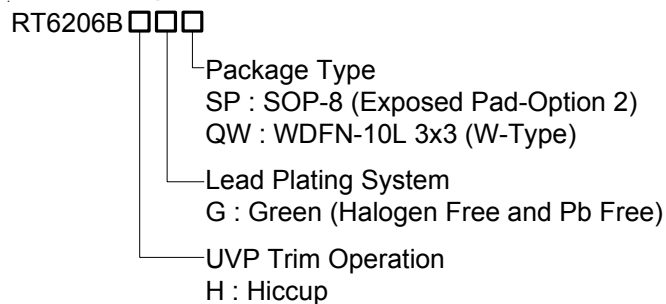 RT6206B
Package Type
SP : SOP-8 (Exposed Pad-Option 2)
QW : WDFN-10L 3x3 (W-Type)
Lead Plating System
G : Green (Halogen Free and Pb Free)
UVP Trim Operation
H : Hiccup